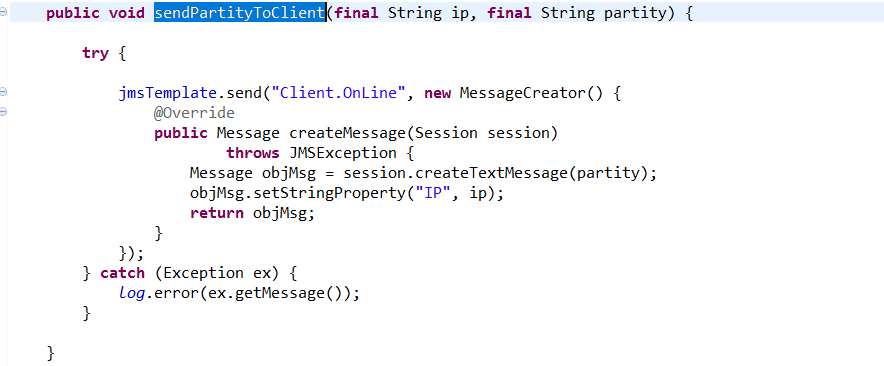 public void sendPartityToClient(final String ip, final String partity) {
try {
jmsTemplate.send("Client.OnLine", new MessageCreator() {
@Override
public Message createMessage(Session session)
throws JMSException {
Message objMsg = session.createTextMessage(partity);
objMsg.setStringProperty("IP", ip);
return objMsg;
}
});
} catch (Exception ex) {
log.error(ex.getMessage());
}
}